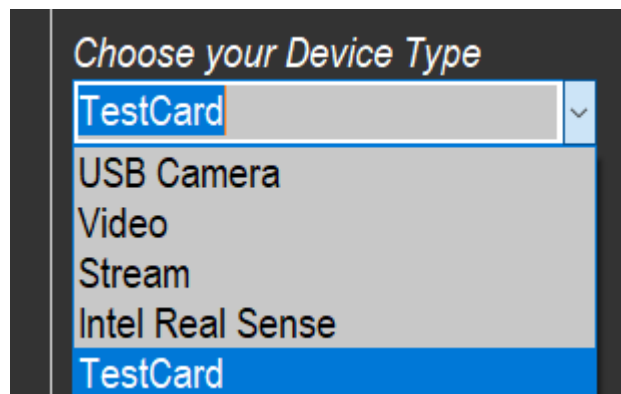 Choose your Device Type
TestCard
USB Camera
Video
Stream
Intel Real Sense
TestCard